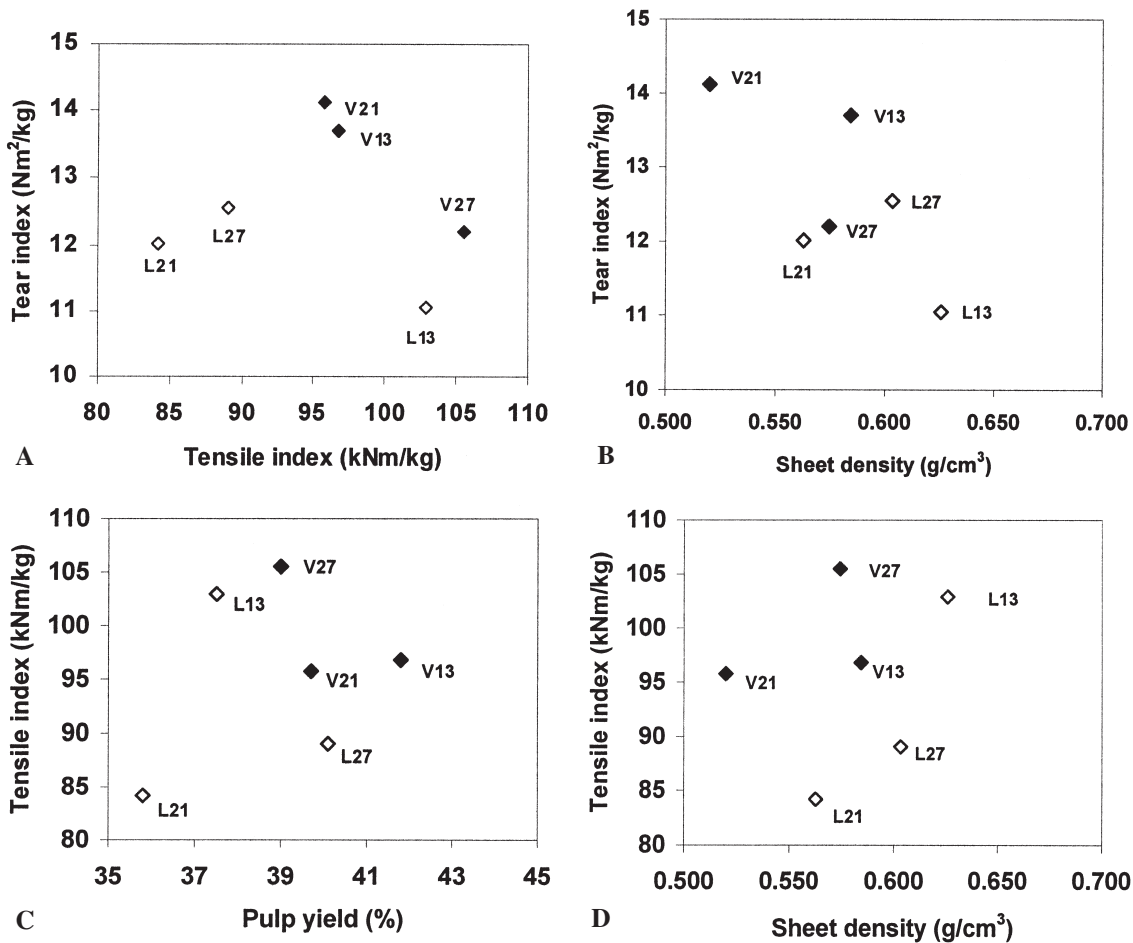 15
14
13
12
11
10
Tear index (Nm²/kg)
V21
V13
V27
L27
L21
L13
80 85 90 95 100 105 110
A Tensile index (kNm/kg)
15
14
13
12
11
10
Tear index (Nm²/kg)
V21
V13
L27
V27
L21
L13
0.500 0.550 0.600 0.650 0.700
B Sheet density (g/cm³)
110
105
100
95
90
85
80
Tensile index (kNm/kg)
V27
L13
V21
V13
L27
L21
35 37 39 41 43 45
C Pulp yield (%)
110
105
100
95
90
85
80
Tensile index (kNm/kg)
V27
L13
V13
V21
L27
L21
0.500 0.550 0.600 0.650 0.700
D Sheet density (g/cm³)